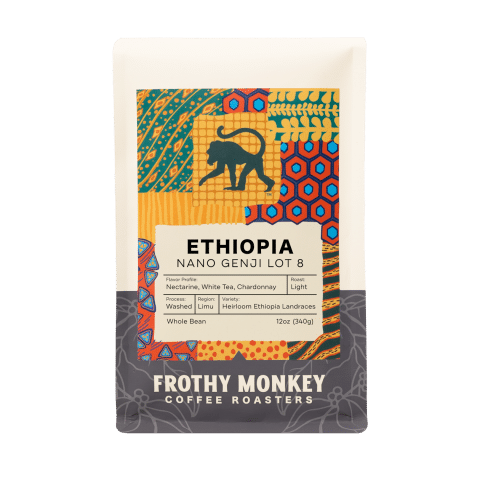 ETHIOPIA
NANO GENJI LOT 8
Flavor Profile: Roast:
Nectarine, White Tea, Chardonnay Light
Process: Region: Variety:
Washed Limu Heirloom Ethiopia Landraces
Whole Bean 12oz (340g)
FROTHY MONKEY
COFFEE ROASTERS